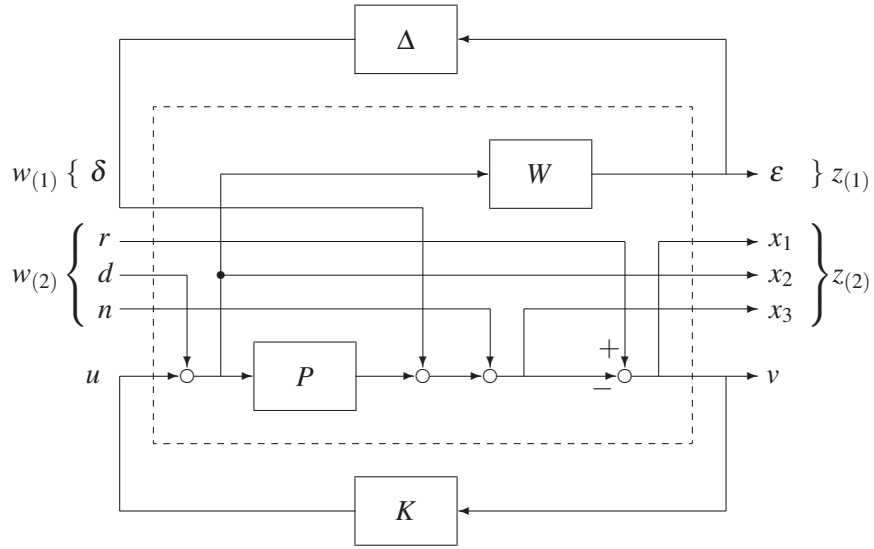 Δ
w(1) { δ W ε } z(1)
r x1
w(2) { d x2 } z(2)
n x3
+
u P v
−
K